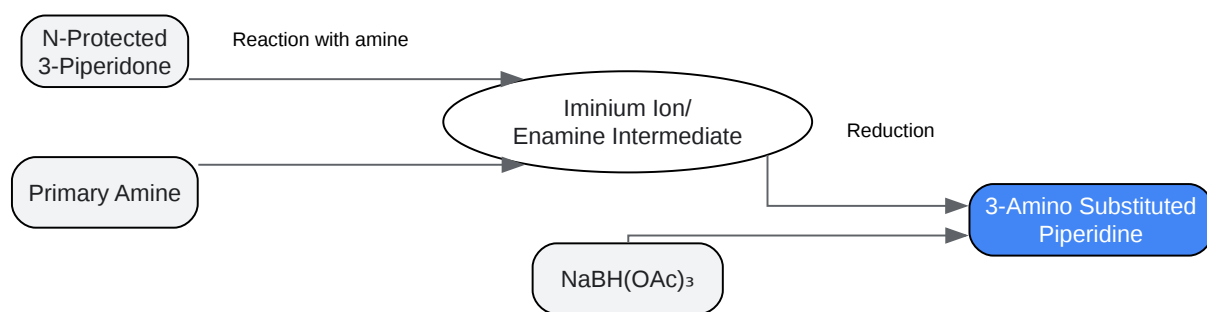 N-Protected
3-Piperidone
Reaction with amine
Iminium Ion/
Enamine Intermediate
Reduction
Primary Amine
3-Amino Substituted
Piperidine
NaBH(OAc)₃